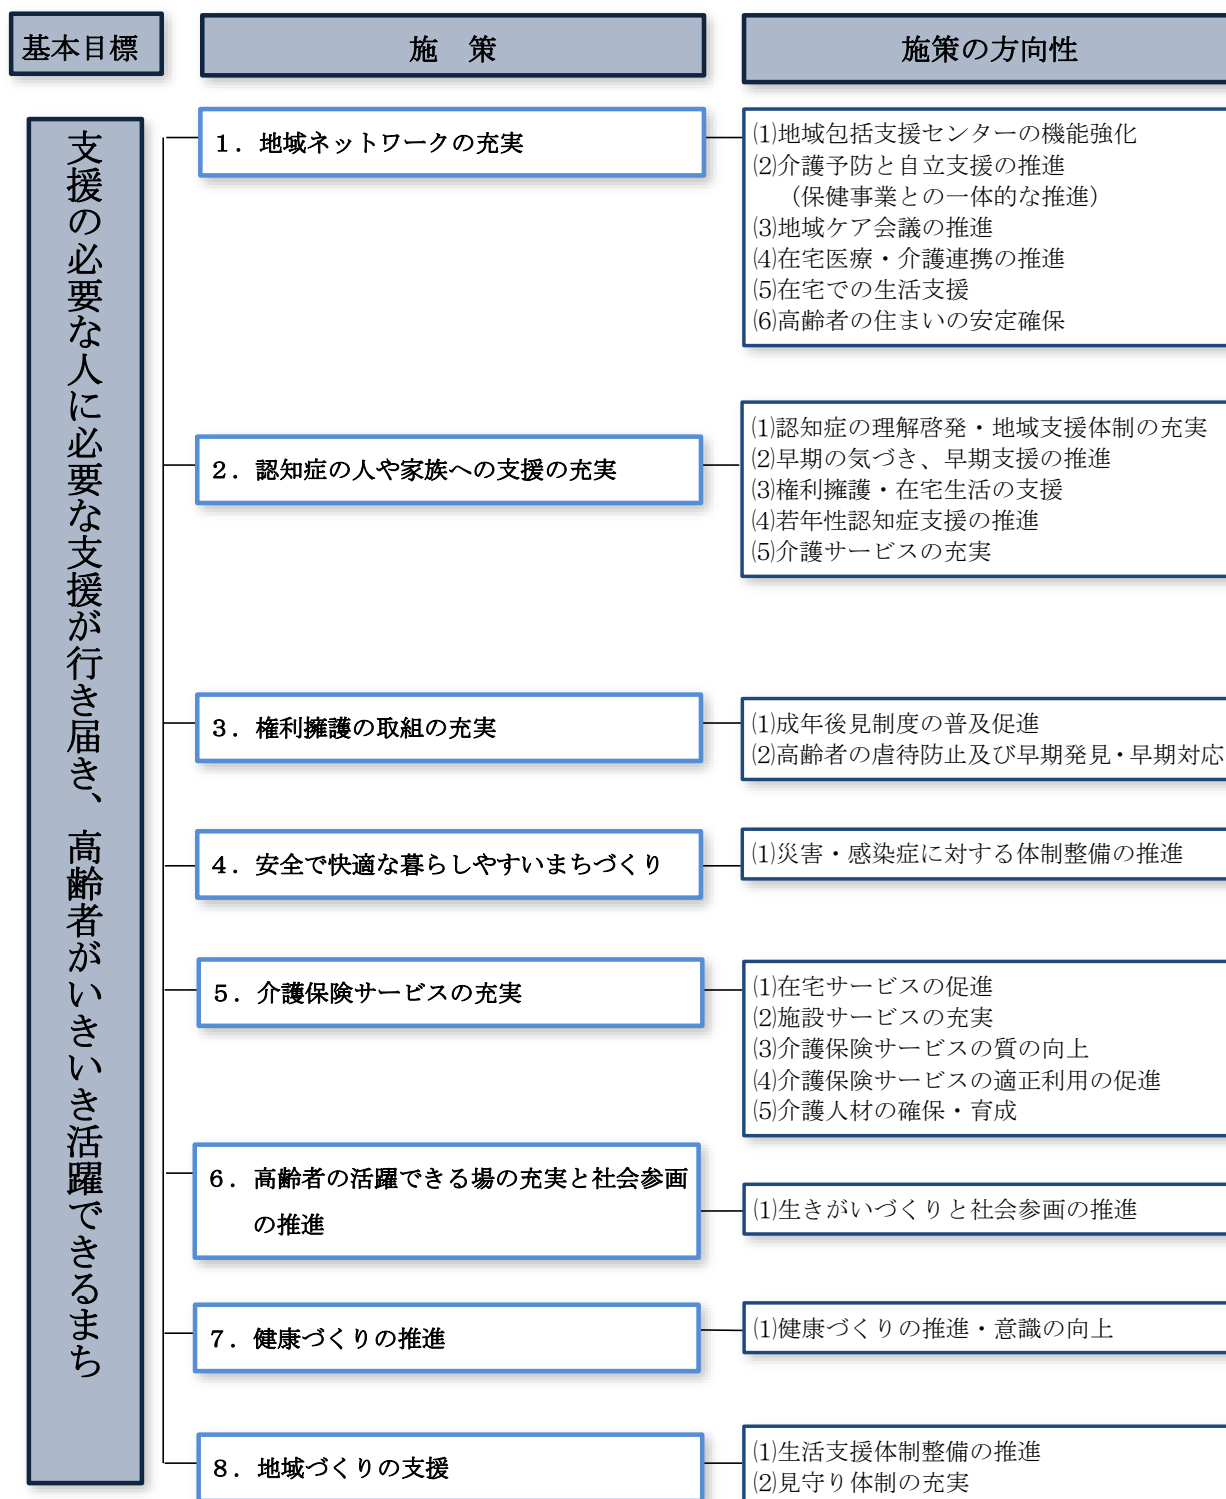 基本目標
施　策
施策の方向性
支援の必要な人に必要な支援が行き届き、高齢者がいきいき活躍できるまち
１．地域ネットワークの充実
⑴地域包括支援センターの機能強化
⑵介護予防と自立支援の推進
（保健事業との一体的な推進）
⑶地域ケア会議の推進
⑷在宅医療・介護連携の推進
⑸在宅での生活支援
⑹高齢者の住まいの安定確保
２．認知症の人や家族への支援の充実
⑴認知症の理解啓発・地域支援体制の充実
⑵早期の気づき、早期支援の推進
⑶権利擁護・在宅生活の支援
⑷若年性認知症支援の推進
⑸介護サービスの充実
３．権利擁護の取組の充実
⑴成年後見制度の普及促進
⑵高齢者の虐待防止及び早期発見・早期対応
４．安全で快適な暮らしやすいまちづくり
⑴災害・感染症に対する体制整備の推進
５．介護保険サービスの充実
⑴在宅サービスの促進
⑵施設サービスの充実
⑶介護保険サービスの質の向上
⑷介護保険サービスの適正利用の促進
⑸介護人材の確保・育成
６．高齢者の活躍できる場の充実と社会参画
の推進
⑴生きがいづくりと社会参画の推進
７．健康づくりの推進
⑴健康づくりの推進・意識の向上
８．地域づくりの支援
⑴生活支援体制整備の推進
⑵見守り体制の充実